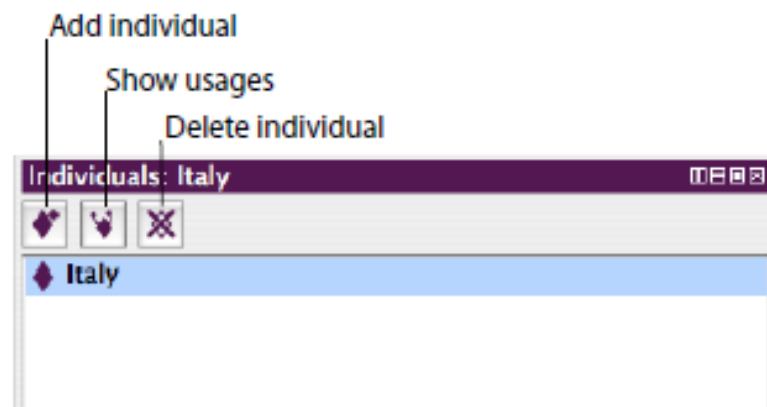 Add individual
Show usages
Delete individual
Individuals: Italy
Italy